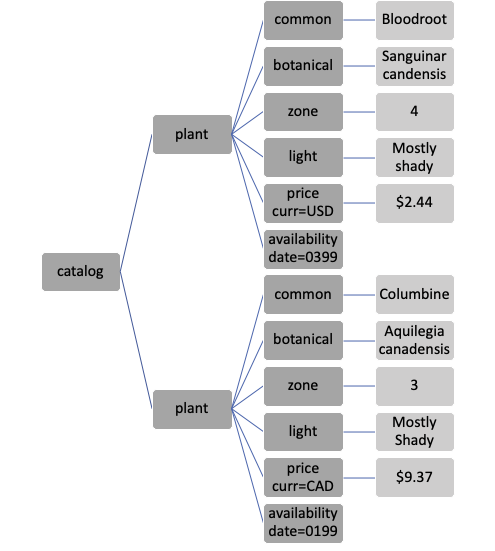 common
Bloodroot
botanical
Sanguinar
candensis
zone
4
plant
light
Mostly
shady
price
curr=USD
$2.44
availability
date=0399
catalog
common
Columbine
botanical
Aquilegia
canadensis
zone
3
plant
light
Mostly
Shady
price
curr=CAD
$9.37
availability
date=0199